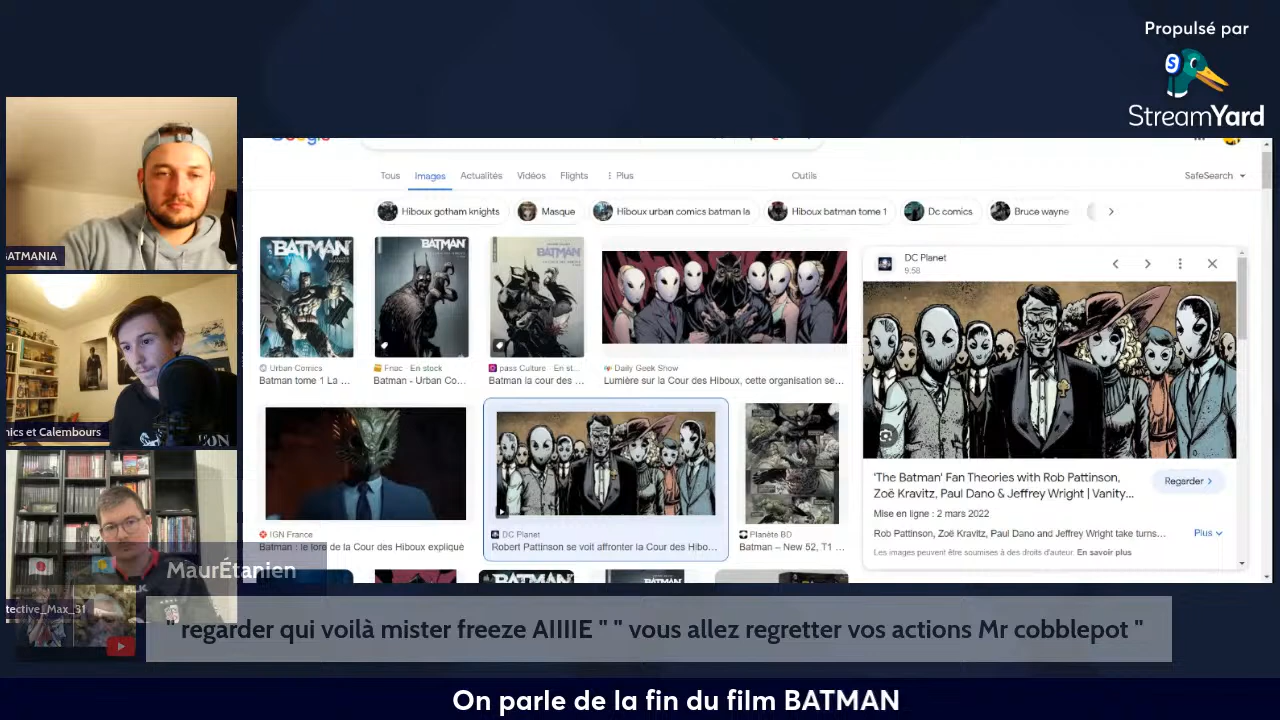 Propulsé par
StreamYard
Google
Tous Images Actualités Vidéos Flights Plus Outils SafeSearch
Hiboux gotham knights Masque Hiboux urban comics batman la Hiboux batman tome 1 Dc comics Bruce wayne
BATMANIA
BATMAN
BATMAN
BATMAN
DC Planet
9:58
Urban Comics
Batman tome 1 La ...
Fnac · En stock
Batman - Urban Co...
pass Culture · En st...
Batman la cour des ...
Daily Geek Show
Lumière sur la Cour des Hiboux, cette organisation se...
'The Batman' Fan Theories with Rob Pattinson,
Zoë Kravitz, Paul Dano & Jeffrey Wright | Vanity...
Regarder
Mise en ligne : 2 mars 2022
Rob Pattinson, Zoë Kravitz, Paul Dano and Jeffrey Wright take turns...
Plus
Les images peuvent être soumises à des droits d'auteur. En savoir plus
nics et Calembours
IGN France
Batman : le lore de la Cour des Hiboux expliqué
DC Planet
Robert Pattinson se voit affronter la Cour des Hibo...
Planète BD
Batman – New 52, T1 ...
BATMAN
BATMAN
MaurÉtanien
tective_Max_31
" regarder qui voilà mister freeze AIIIIE " " vous allez regretter vos actions Mr cobblepot "
On parle de la fin du film BATMAN